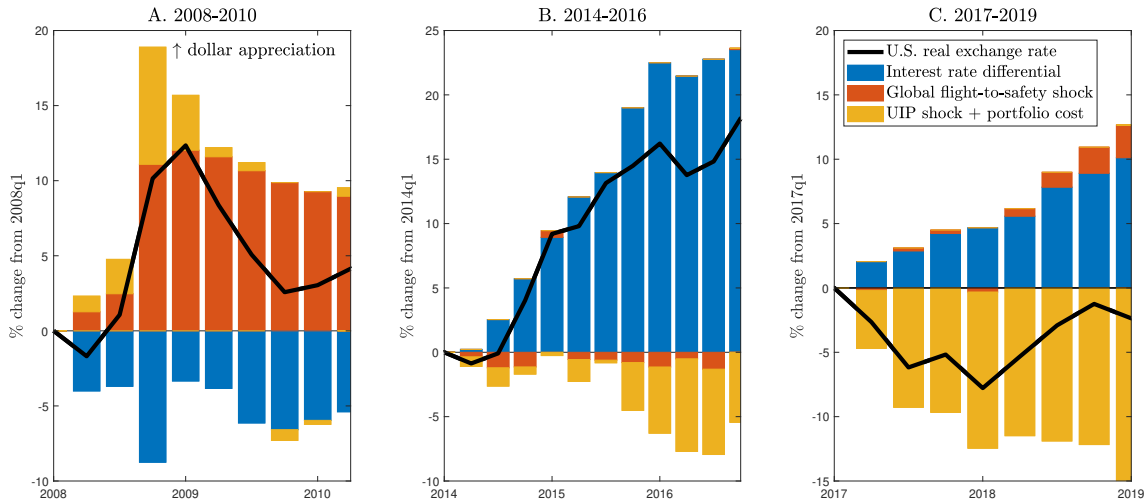 A. 2008-2010
↑ dollar appreciation
% change from 2008q1
20
15
10
5
0
-5
-10
2008
2009
2010
B. 2014-2016
% change from 2014q1
25
20
15
10
5
0
-5
-10
2014
2015
2016
C. 2017-2019
U.S. real exchange rate
Interest rate differential
Global flight-to-safety shock
UIP shock + portfolio cost
% change from 2017q1
20
15
10
5
0
-5
-10
-15
2017
2018
2019